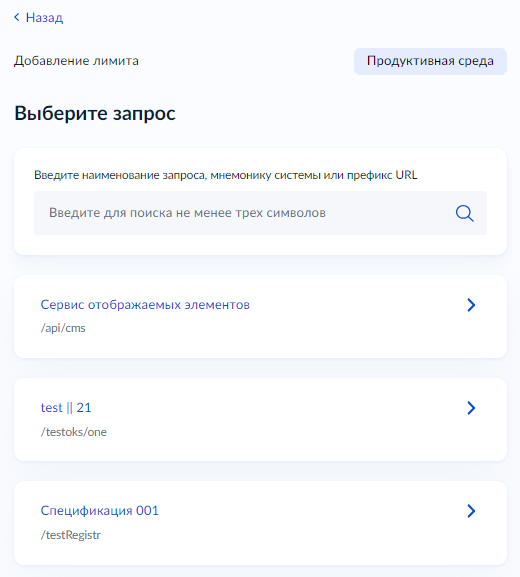 Назад
Добавление лимита
Продуктивная среда
Выберите запрос
Введите наименование запроса, мнемонику системы или префикс URL
Введите для поиска не менее трех символов
Сервис отображаемых элементов
/api/cms
test || 21
/testoks/one
Спецификация 001
/testRegistr